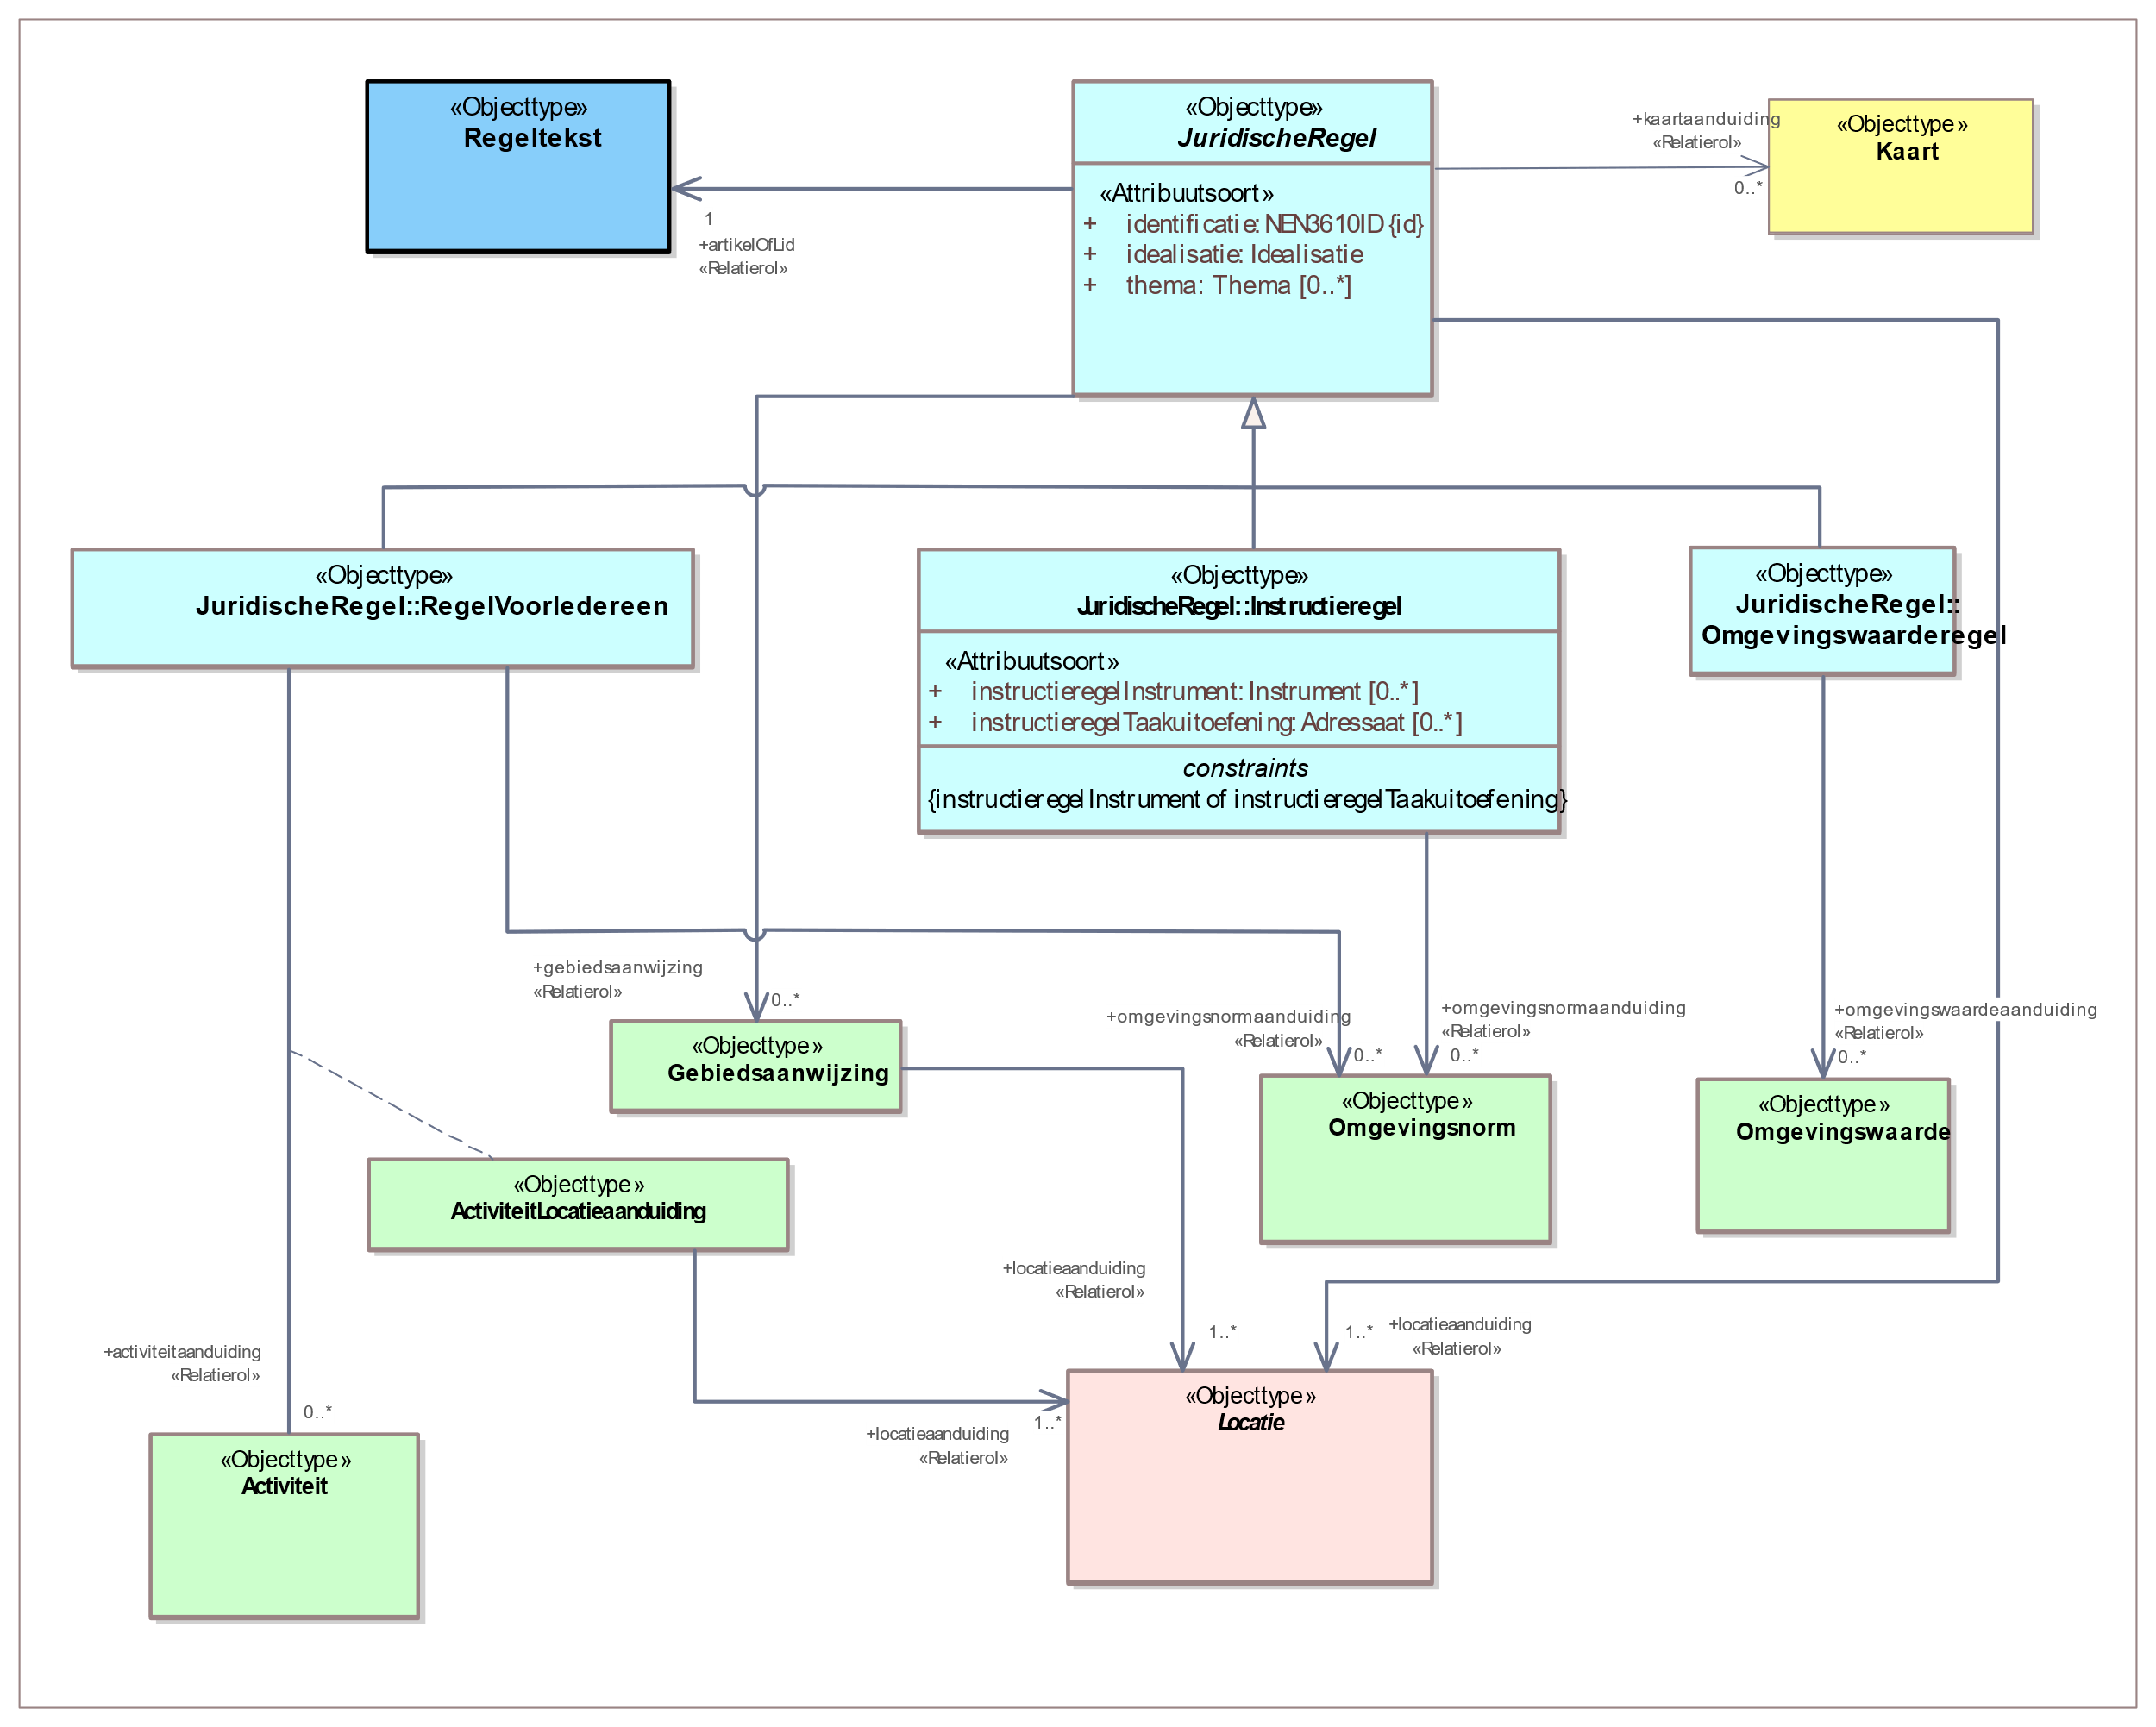 «Objecttype»
Regeltekst
«Objecttype»
JuridischeRegel
«Attribuutsoort»
+ identificatie: NEN3610ID {id}
+ idealisatie: Idealisatie
+ thema: Thema [0..*]
+kaartaanduiding
«Relatierol»
0..*
«Objecttype»
Kaart
1
+artikelOfLid
«Relatierol»
«Objecttype»
JuridischeRegel::RegelVoorIedereen
«Objecttype»
JuridischeRegel::Instructieregel
«Attribuutsoort»
+ instructieregelInstrument: Instrument [0..*]
+ instructieregelTaakuitoefening: Adressaat [0..*]
constraints
{instructieregelInstrument of instructieregelTaakuitoefening}
«Objecttype»
JuridischeRegel::
Omgevingswaarderegel
+gebiedsaanwijzing
«Relatierol»
0..*
+omgevingsnormaanduiding
«Relatierol»
0..*
+omgevingsnormaanduiding
«Relatierol»
0..*
+omgevingswaardeaanduiding
«Relatierol»
0..*
«Objecttype»
Gebiedsaanwijzing
«Objecttype»
Omgevingsnorm
«Objecttype»
Omgevingswaarde
«Objecttype»
ActiviteitLocatieaanduiding
+locatieaanduiding
«Relatierol»
1..*
1..*
+locatieaanduiding
«Relatierol»
+activiteitaanduiding
«Relatierol»
0..*
1..*
+locatieaanduiding
«Relatierol»
«Objecttype»
Locatie
«Objecttype»
Activiteit